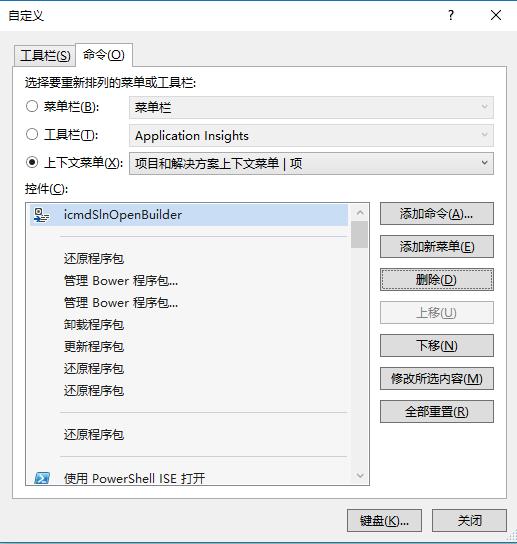 自定义
工具栏(S)
命令(O)
选择要重新排列的菜单或工具栏:
菜单栏(B):
菜单栏
工具栏(T):
Application Insights
上下文菜单(X):
项目和解决方案上下文菜单 | 项
控件(C):
icmdSlnOpenBuilder
还原程序包
管理 Bower 程序包...
管理 Bower 程序包...
卸载程序包
更新程序包
还原程序包
还原程序包
还原程序包
使用 PowerShell ISE 打开
添加命令(A)...
添加新菜单(E)
删除(D)
上移(U)
下移(N)
修改所选内容(M)
全部重置(R)
键盘(K)...
关闭